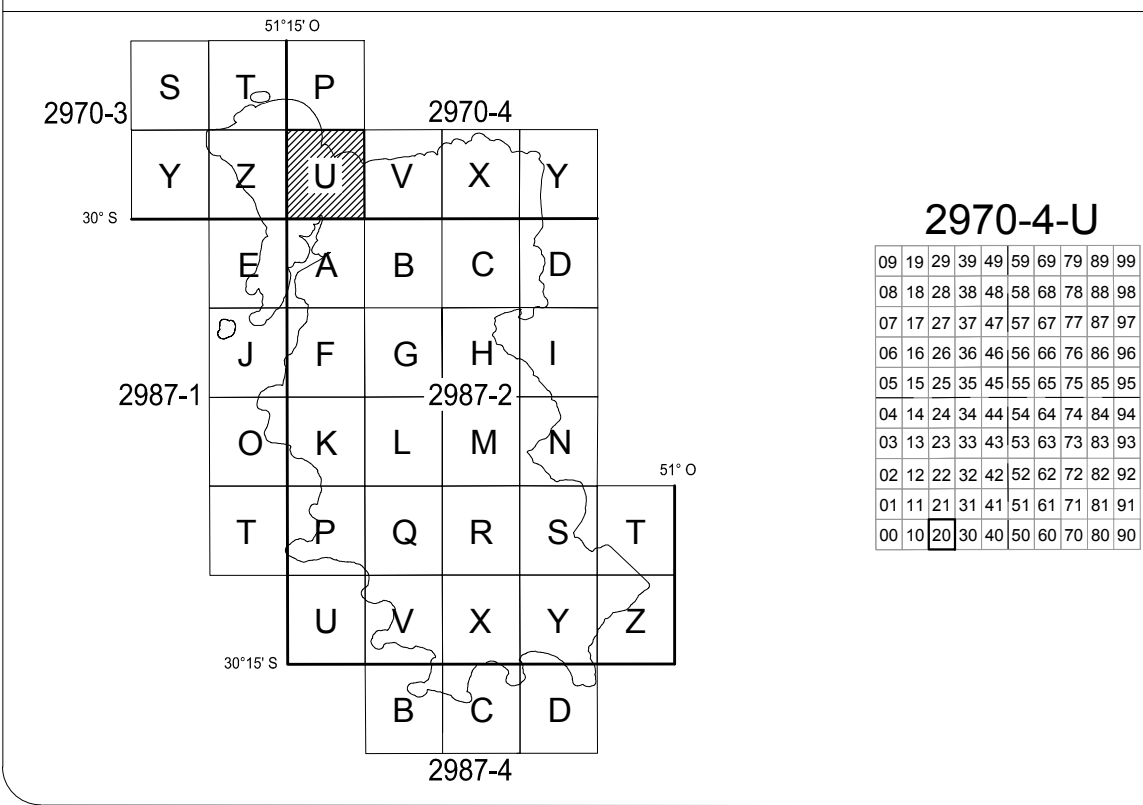 51°15' O
S T P
2970-3 2970-4
Y Z U V X Y
30° S
E A B C D
J F G H I
2987-1 2987-2
O K L M N
51° O
T P Q R S T
U V X Y Z
30°15' S
B C D
2987-4
2970-4-U
09 19 29 39 49 59 69 79 89 99
08 18 28 38 48 58 68 78 88 98
07 17 27 37 47 57 67 77 87 97
06 16 26 36 46 56 66 76 86 96
05 15 25 35 45 55 65 75 85 95
04 14 24 34 44 54 64 74 84 94
03 13 23 33 43 53 63 73 83 93
02 12 22 32 42 52 62 72 82 92
01 11 21 31 41 51 61 71 81 91
00 10 20 30 40 50 60 70 80 90